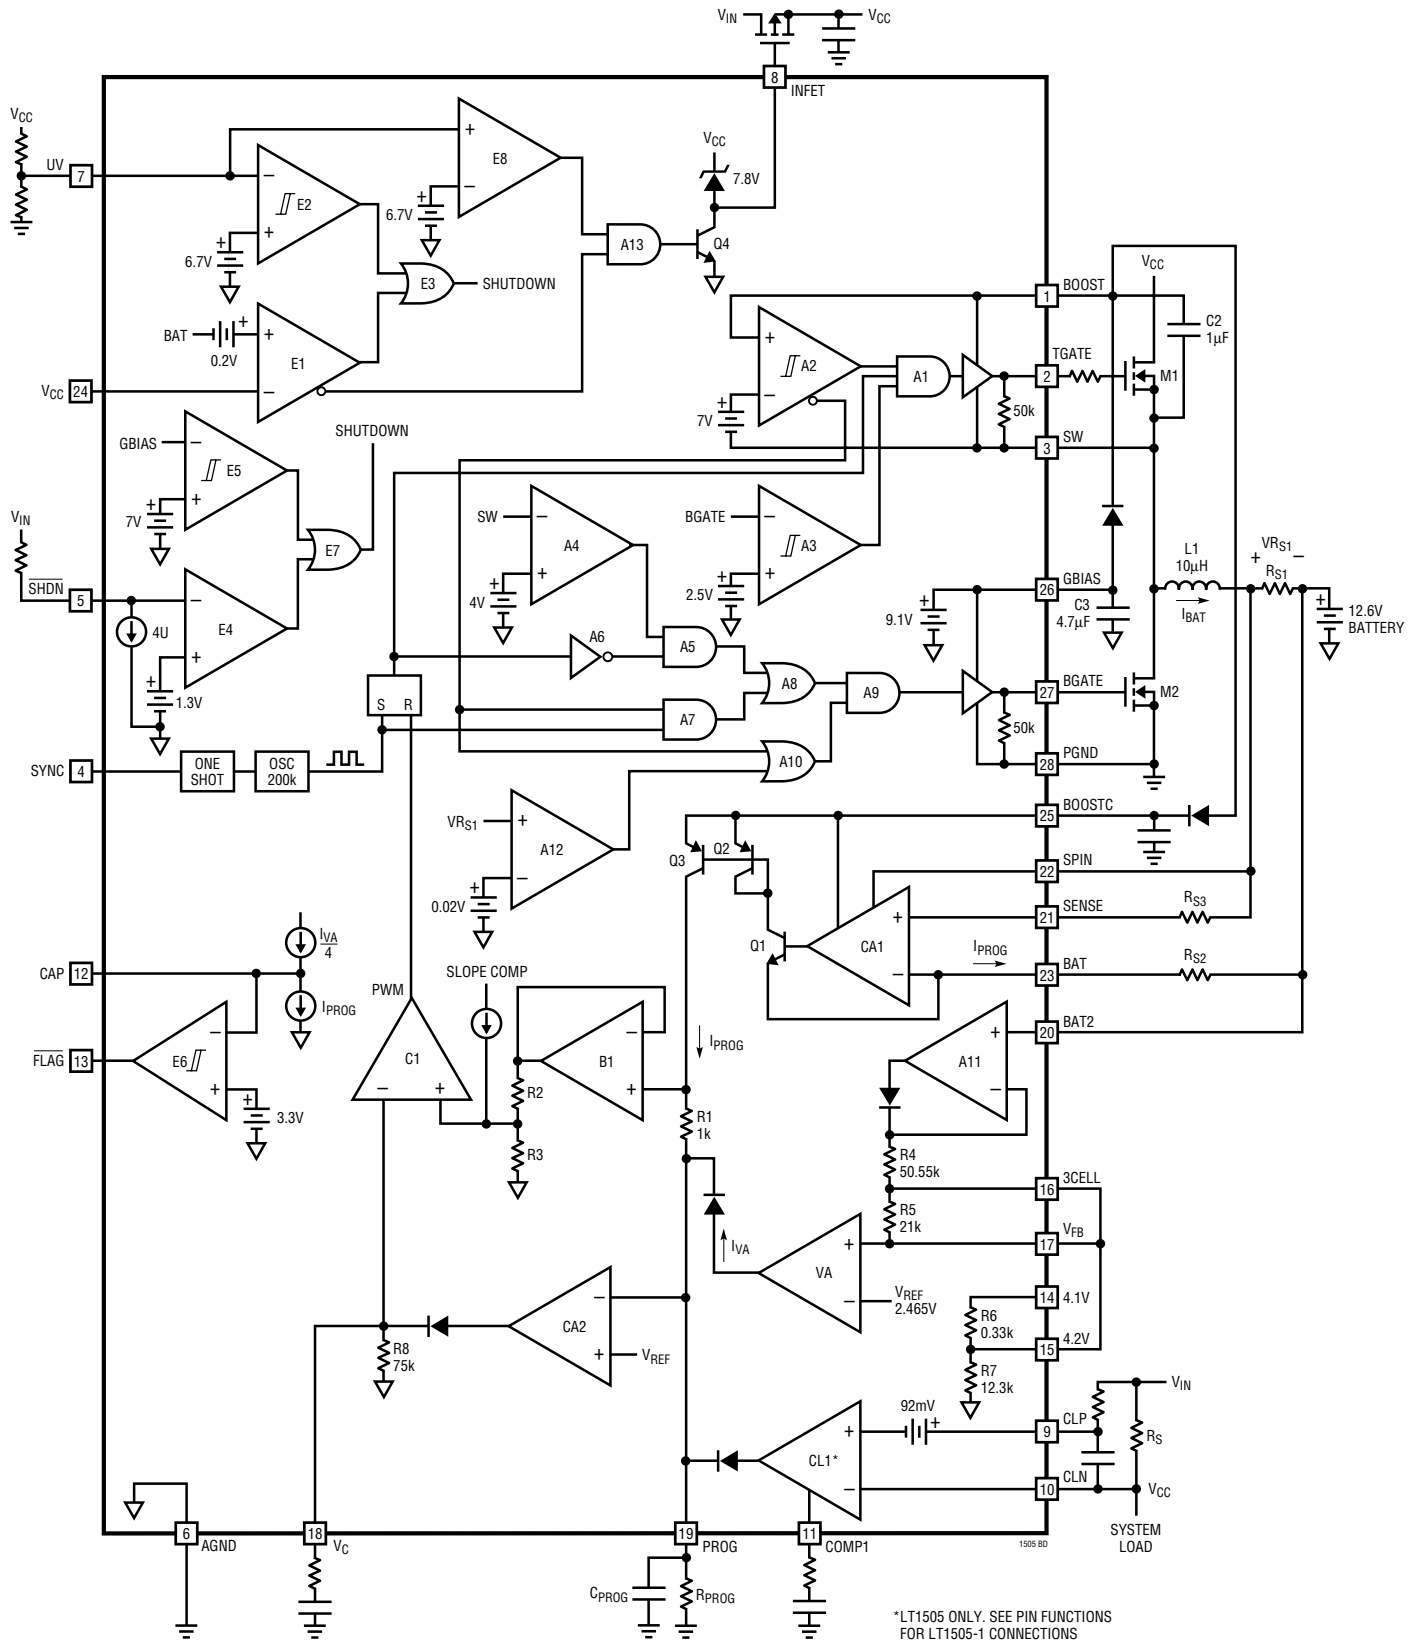 VIN
VCC
8
INFET
VCC
UV
7
−
E2
+
6.7V
+
+
E8
−
6.7V
+
VCC
7.8V
A13
Q4
E3
SHUTDOWN
BAT
+
0.2V
+
E1
−
VCC
24
1
BOOST
VCC
C2
1µF
TGATE
2
M1
50k
3
SW
+
A2
−
7V
+
A1
SHUTDOWN
GBIAS
−
E5
+
7V
+
VIN
E7
SHDN
5
−
E4
+
4U
1.3V
+
SW
−
A4
+
4V
+
BGATE
−
A3
+
2.5V
+
GBIAS
26
9.1V
+
C3
4.7µF
L1
10µH
IBAT
+
VRS1
−
RS1
+
12.6V
BATTERY
A6
A5
A8
A9
A7
A10
BGATE
27
M2
50k
PGND
28
S
R
SYNC
4
ONE
SHOT
OSC
200k
VRS1
+
A12
−
0.02V
+
BOOSTC
25
Q3
Q2
SPIN
22
SENSE
21
RS3
+
CA1
−
Q1
IPROG
BAT
23
RS2
BAT2
20
+
A11
−
CAP
12
IVA
4
IPROG
FLAG
13
−
E6
+
3.3V
+
PWM
SLOPE COMP
C1
−
+
−
B1
+
R2
R3
IPROG
R1
1k
R4
50.55k
3CELL
16
R5
21k
VFB
17
IVA
+
VA
−
VREF
2.465V
14
4.1V
R6
0.33k
4.2V
15
R7
12.3k
−
CA2
+
VREF
R8
75k
VIN
92mV
+
CLP
9
RS
+
CL1*
−
CLN
10
VCC
SYSTEM
LOAD
6
AGND
18
VC
19
PROG
11
COMP1
1505 BD
CPROG
RPROG
*LT1505 ONLY. SEE PIN FUNCTIONS
FOR LT1505-1 CONNECTIONS